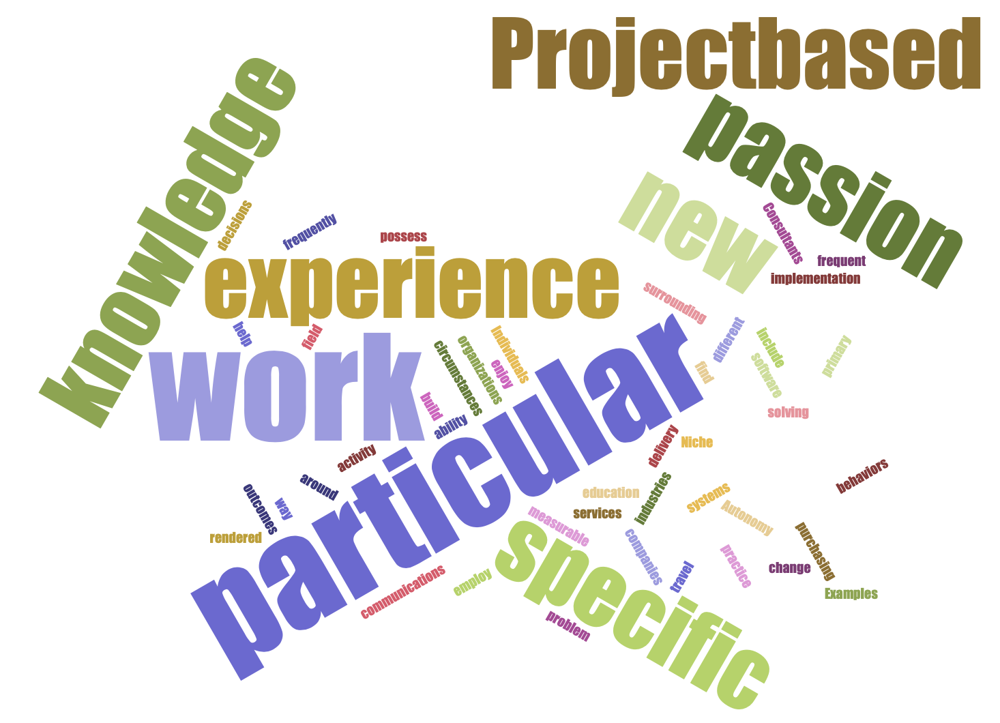 Projectbased
knowledge
passion
new
decisions
frequently
possess
Consultants
frequent
implementation
experience
surrounding
help
field
work
circumstances
organizations
individuals
enjoy
different
include
software
primary
find
build
ability
solving
particular
delivery
Niche
activity
around
outcomes
way
rendered
education
services
industries
systems
Autonomy
behaviors
measurable
specific
companies
travel
practice
change
purchasing
Examples
communications
employ
problem